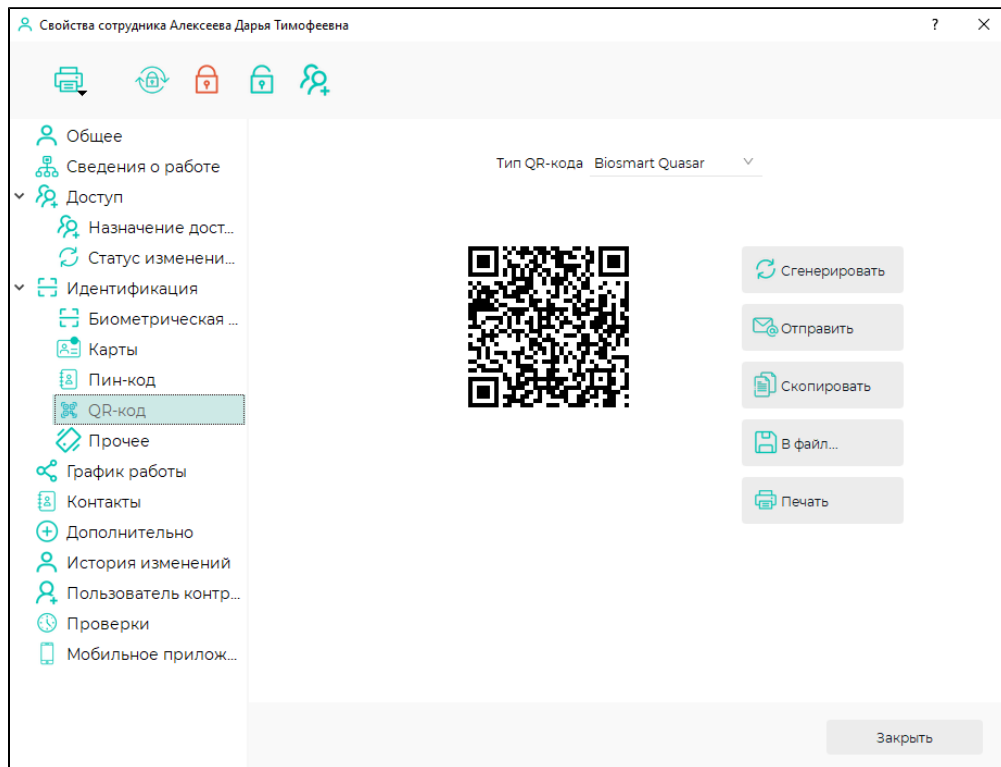 Свойства сотрудника Алексеева Дарья Тимофеевна
?
Общее
Сведения о работе
Доступ
Назначение дост...
Статус изменени...
Идентификация
Биометрическая ...
Карты
Пин-код
QR-код
Прочее
График работы
Контакты
Дополнительно
История изменений
Пользователь контр...
Проверки
Мобильное прилож...
Тип QR-кода Biosmart Quasar
Сгенерировать
Отправить
Скопировать
В файл...
Печать
Закрыть